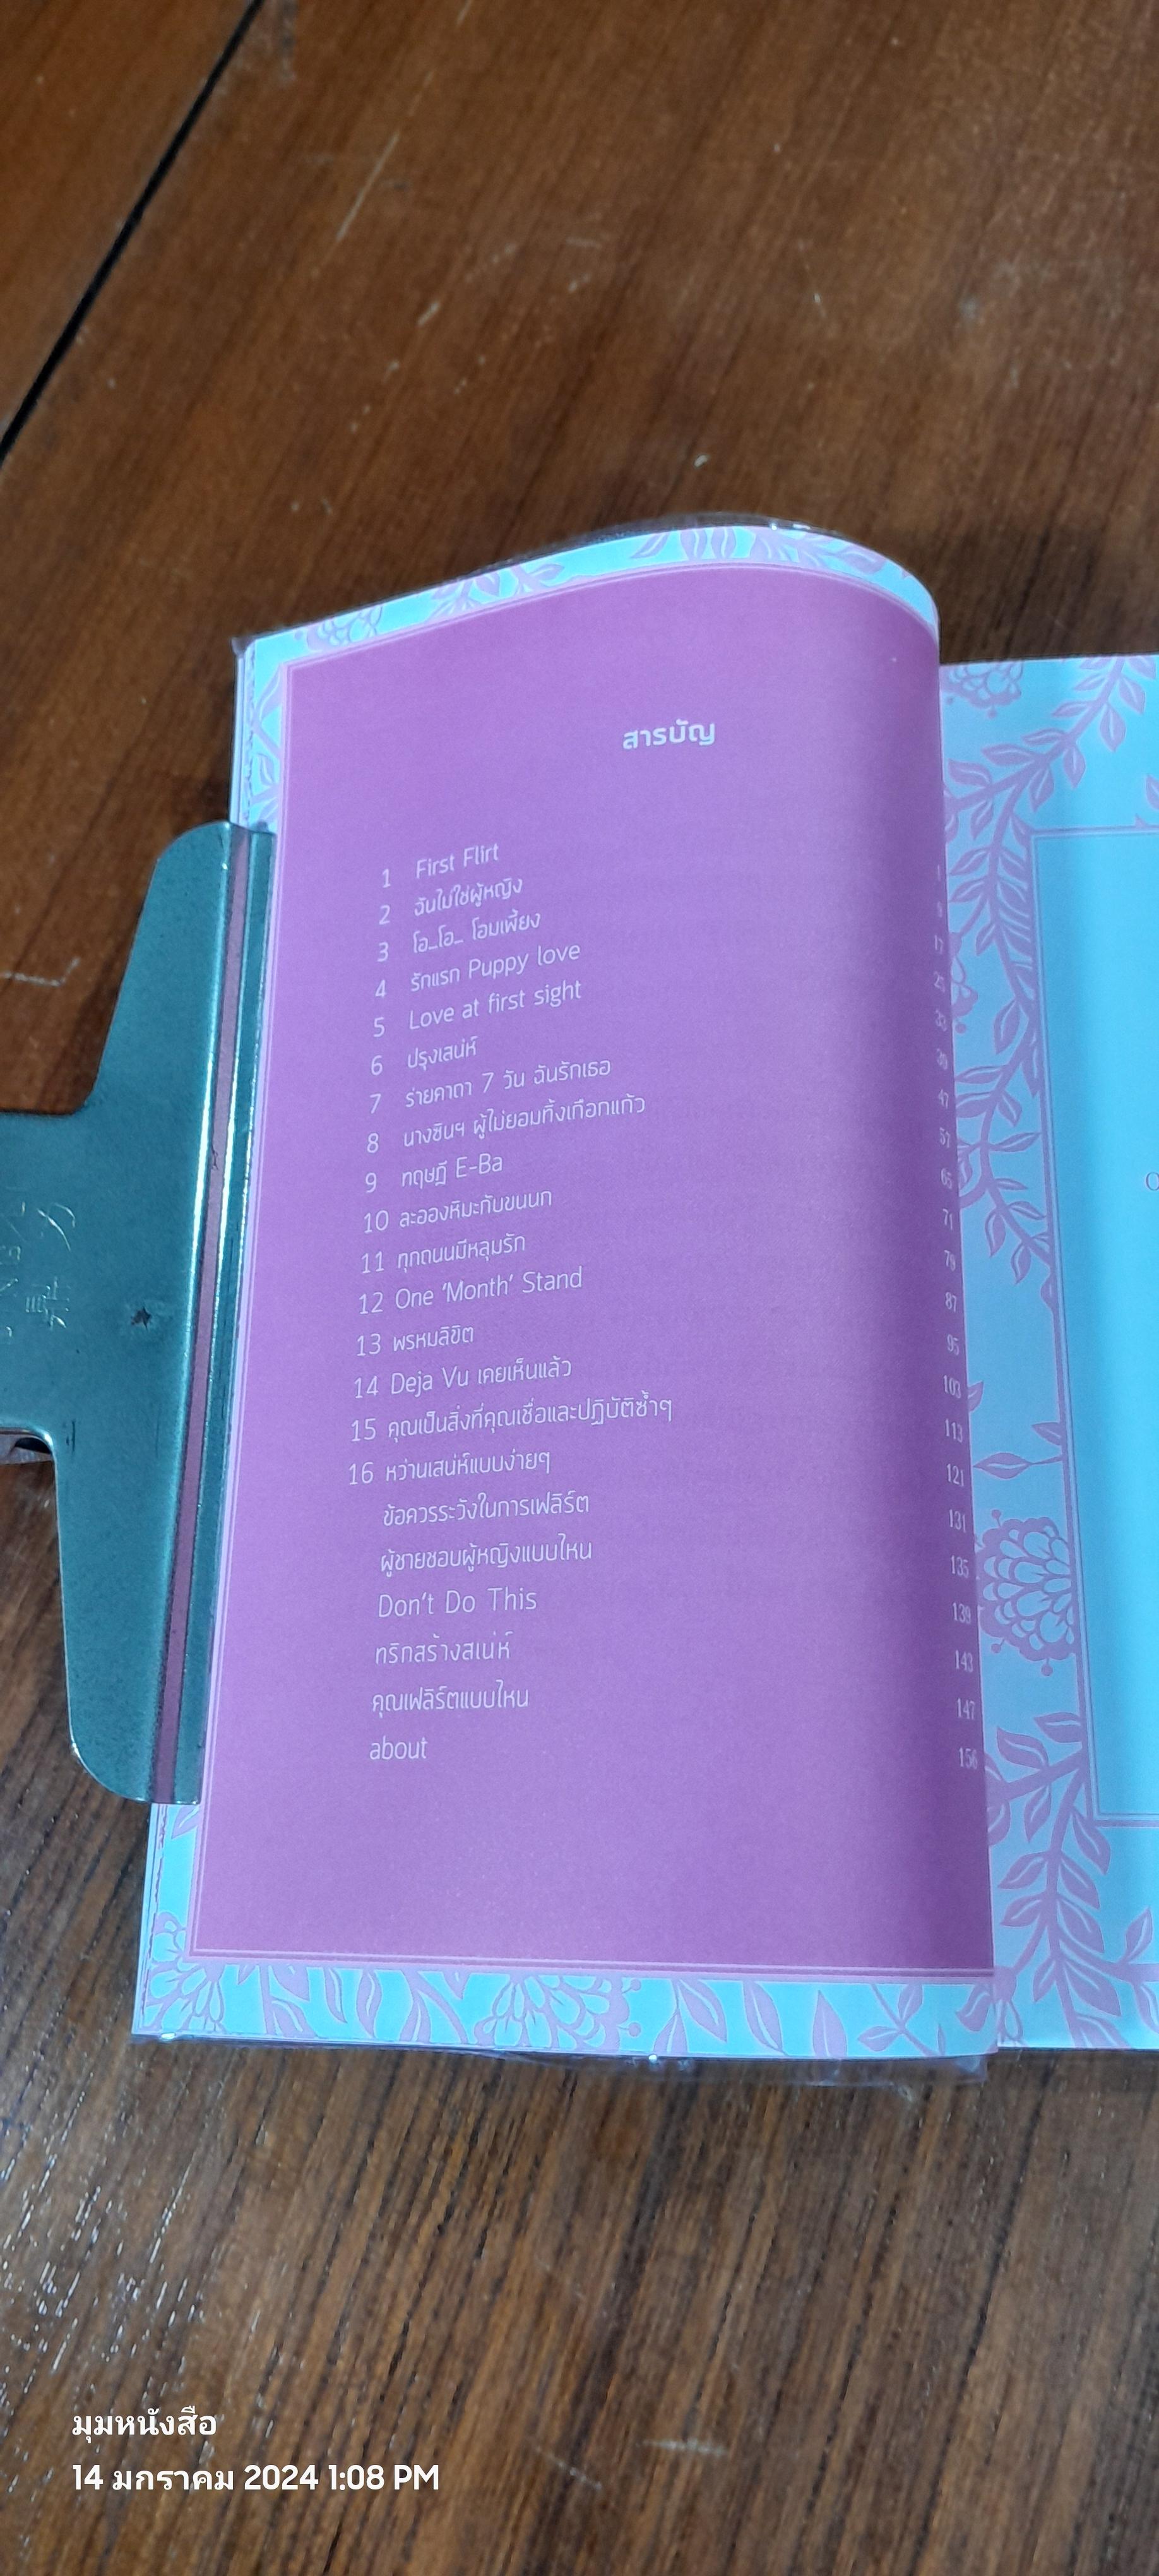 สารบัญ
1 First Flirt
2 ฉันไม่ใช่ผู้หญิง 9
3 โอ_โอ_ โอมเพี้ยง 17
4 รักแรก Puppy love 25
5 Love at first sight 33
6 ปรุงเสน่ห์ 39
7 ร่ายคาถา 7 วัน ฉันรักเธอ 47
8 นางซินฯ ผู้ไม่ยอมทิ้งเกือกแก้ว 57
9 ทฤษฎี E-Ba 65
10 ละอองหิมะกับขนนก 71
11 ทุกถนนมีหลุมรัก 79
12 One ‘Month’ Stand 87
13 พรหมลิขิต 95
14 Deja Vu เคยเห็นแล้ว 103
15 คุณเป็นสิ่งที่คุณเชื่อและปฏิบัติซ้ำๆ 113
16 หว่านเสน่ห์แบบง่ายๆ 121
ข้อควรระวังในการเฟลิร์ต 131
ผู้ชายชอบผู้หญิงแบบไหน 135
Don’t Do This 139
ทริกสร้างสเน่ห์ 143
คุณเฟลิร์ตแบบไหน 147
about 156
มุมหนังสือ
14 มกราคม 2024 1:08 PM